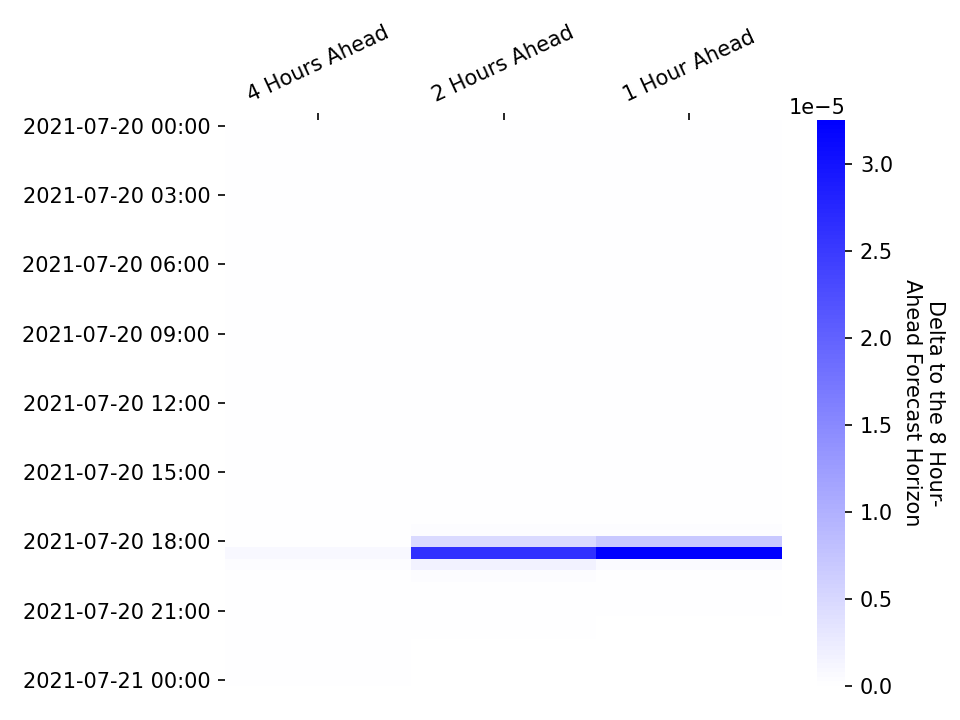 4 Hours Ahead
2 Hours Ahead
1 Hour Ahead
1e−5
2021-07-20 00:00
2021-07-20 03:00
2021-07-20 06:00
2021-07-20 09:00
2021-07-20 12:00
2021-07-20 15:00
2021-07-20 18:00
2021-07-20 21:00
2021-07-21 00:00
3.0
2.5
2.0
1.5
1.0
0.5
0.0
Delta to the 8 Hour-
Ahead Forecast Horizon